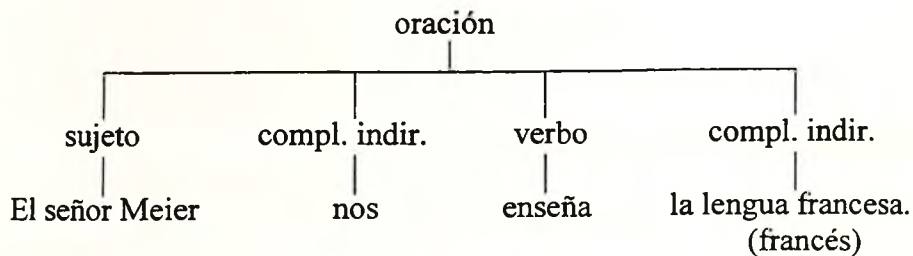 oración
sujeto compl. indir. verbo compl. indir.
El señor Meier nos enseña la lengua francesa.
(francés)